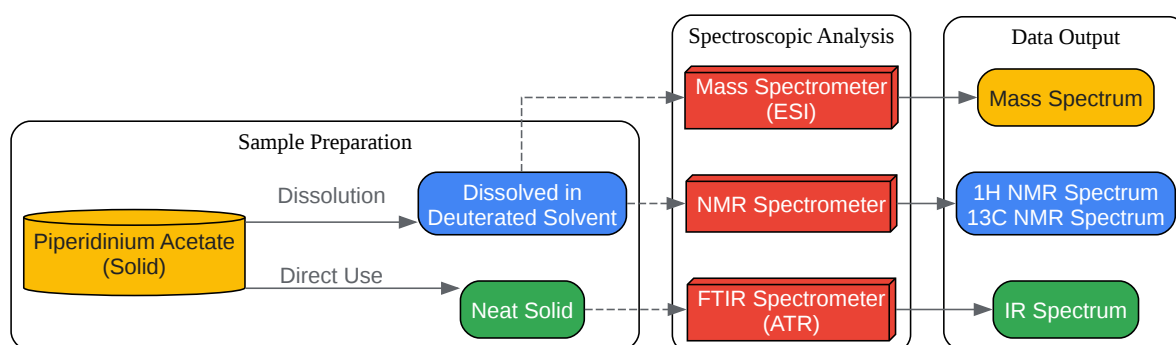 Spectroscopic Analysis
Data Output
Mass Spectrometer
(ESI)
Mass Spectrum
Sample Preparation
Dissolution
Dissolved in
Deuterated Solvent
NMR Spectrometer
1H NMR Spectrum
13C NMR Spectrum
Piperidinium Acetate
(Solid)
Direct Use
Neat Solid
FTIR Spectrometer
(ATR)
IR Spectrum